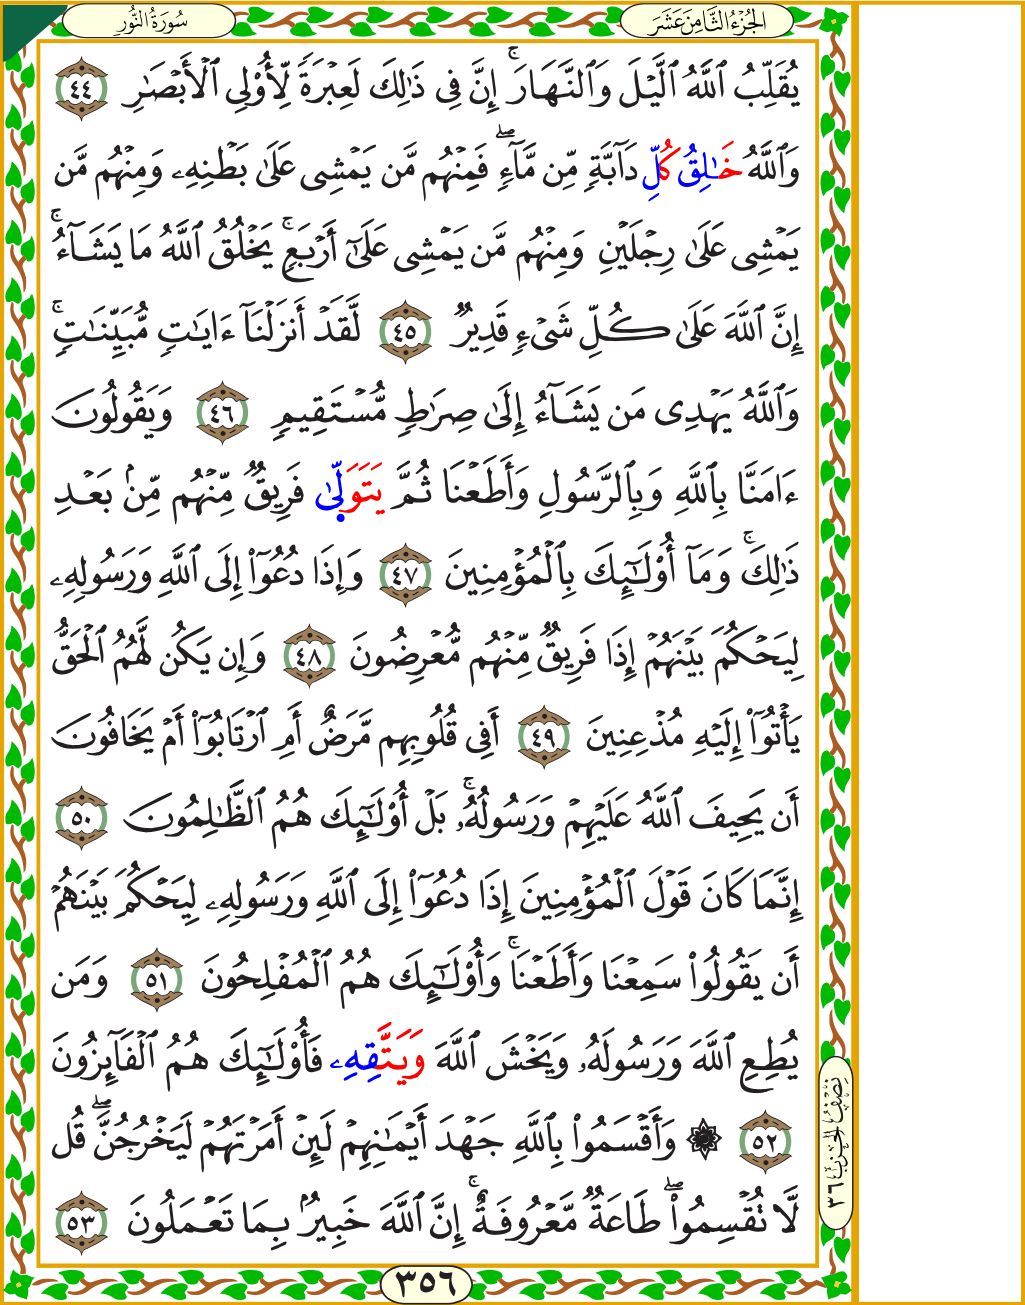 سُورَةُ النُّورِ
الجُزْءُ الثَّامِنَ عَشَرَ
يُقَلِّبُ ٱللَّهُ ٱلَّيۡلَ وَٱلنَّهَارَۚ إِنَّ فِي ذَٰلِكَ لَعِبۡرَةٗ لِّأُوْلِي ٱلۡأَبۡصَٰرِ ٤٤
وَٱللَّهُ خَٰلِقُ كُلِّ دَآبَّةٖ مِّن مَّآءٖۖ فَمِنۡهُم مَّن يَمۡشِي عَلَىٰ بَطۡنِهِۦ وَمِنۡهُم مَّن
يَمۡشِي عَلَىٰ رِجۡلَيۡنِ وَمِنۡهُم مَّن يَمۡشِي عَلَىٰٓ أَرۡبَعٖۚ يَخۡلُقُ ٱللَّهُ مَا يَشَآءُۚ
إِنَّ ٱللَّهَ عَلَىٰ كُلِّ شَيۡءٖ قَدِيرٞ ٤٥ لَّقَدۡ أَنزَلۡنَآ ءَايَٰتٖ مُّبَيِّنَٰتٖۚ
وَٱللَّهُ يَهۡدِي مَن يَشَآءُ إِلَىٰ صِرَٰطٖ مُّسۡتَقِيمٖ ٤٦ وَيَقُولُونَ
ءَامَنَّا بِٱللَّهِ وَبِٱلرَّسُولِ وَأَطَعۡنَا ثُمَّ يَتَوَلّٜىٰ فَرِيقٞ مِّنۡهُم مِّنۢ بَعۡدِ
ذَٰلِكَۚ وَمَآ أُوْلَٰٓئِكَ بِٱلۡمُؤۡمِنِينَ ٤٧ وَإِذَا دُعُوٓاْ إِلَى ٱللَّهِ وَرَسُولِهِۦ
لِيَحۡكُمَ بَيۡنَهُمۡ إِذَا فَرِيقٞ مِّنۡهُم مُّعۡرِضُونَ ٤٨ وَإِن يَكُن لَّهُمُ ٱلۡحَقُّ
يَأۡتُوٓاْ إِلَيۡهِ مُذۡعِنِينَ ٤٩ أَفِي قُلُوبِهِم مَّرَضٌ أَمِ ٱرۡتَابُوٓاْ أَمۡ يَخَافُونَ
أَن يَحِيفَ ٱللَّهُ عَلَيۡهِمۡ وَرَسُولُهُۥۚ بَلۡ أُوْلَٰٓئِكَ هُمُ ٱلظَّٰلِمُونَ ٥٠
إِنَّمَا كَانَ قَوۡلَ ٱلۡمُؤۡمِنِينَ إِذَا دُعُوٓاْ إِلَى ٱللَّهِ وَرَسُولِهِۦ لِيَحۡكُمَ بَيۡنَهُمۡ
أَن يَقُولُواْ سَمِعۡنَا وَأَطَعۡنَاۚ وَأُوْلَٰٓئِكَ هُمُ ٱلۡمُفۡلِحُونَ ٥١ وَمَن
يُطِعِ ٱللَّهَ وَرَسُولَهُۥ وَيَخۡشَ ٱللَّهَ وَيَتَّقِهِۦ فَأُوْلَٰٓئِكَ هُمُ ٱلۡفَآئِزُونَ
٥٢ ۞ وَأَقۡسَمُواْ بِٱللَّهِ جَهۡدَ أَيۡمَٰنِهِمۡ لَئِنۡ أَمَرۡتَهُمۡ لَيَخۡرُجُنَّۖ قُل
لَّا تُقۡسِمُواْۖ طَاعَةٞ مَّعۡرُوفَةٌۚ إِنَّ ٱللَّهَ خَبِيرُۢ بِمَا تَعۡمَلُونَ ٥٣
نِصْفُ الحِزْبِ ٣٦
٣٥٦